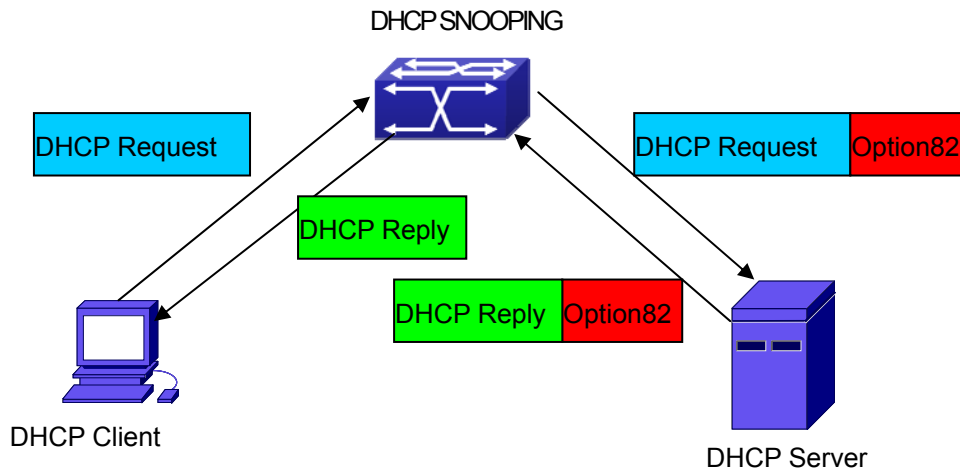 DHCP SNOOPING
DHCP Request
DHCP Request Option82
DHCP Reply
DHCP Reply Option82
DHCP Client
DHCP Server